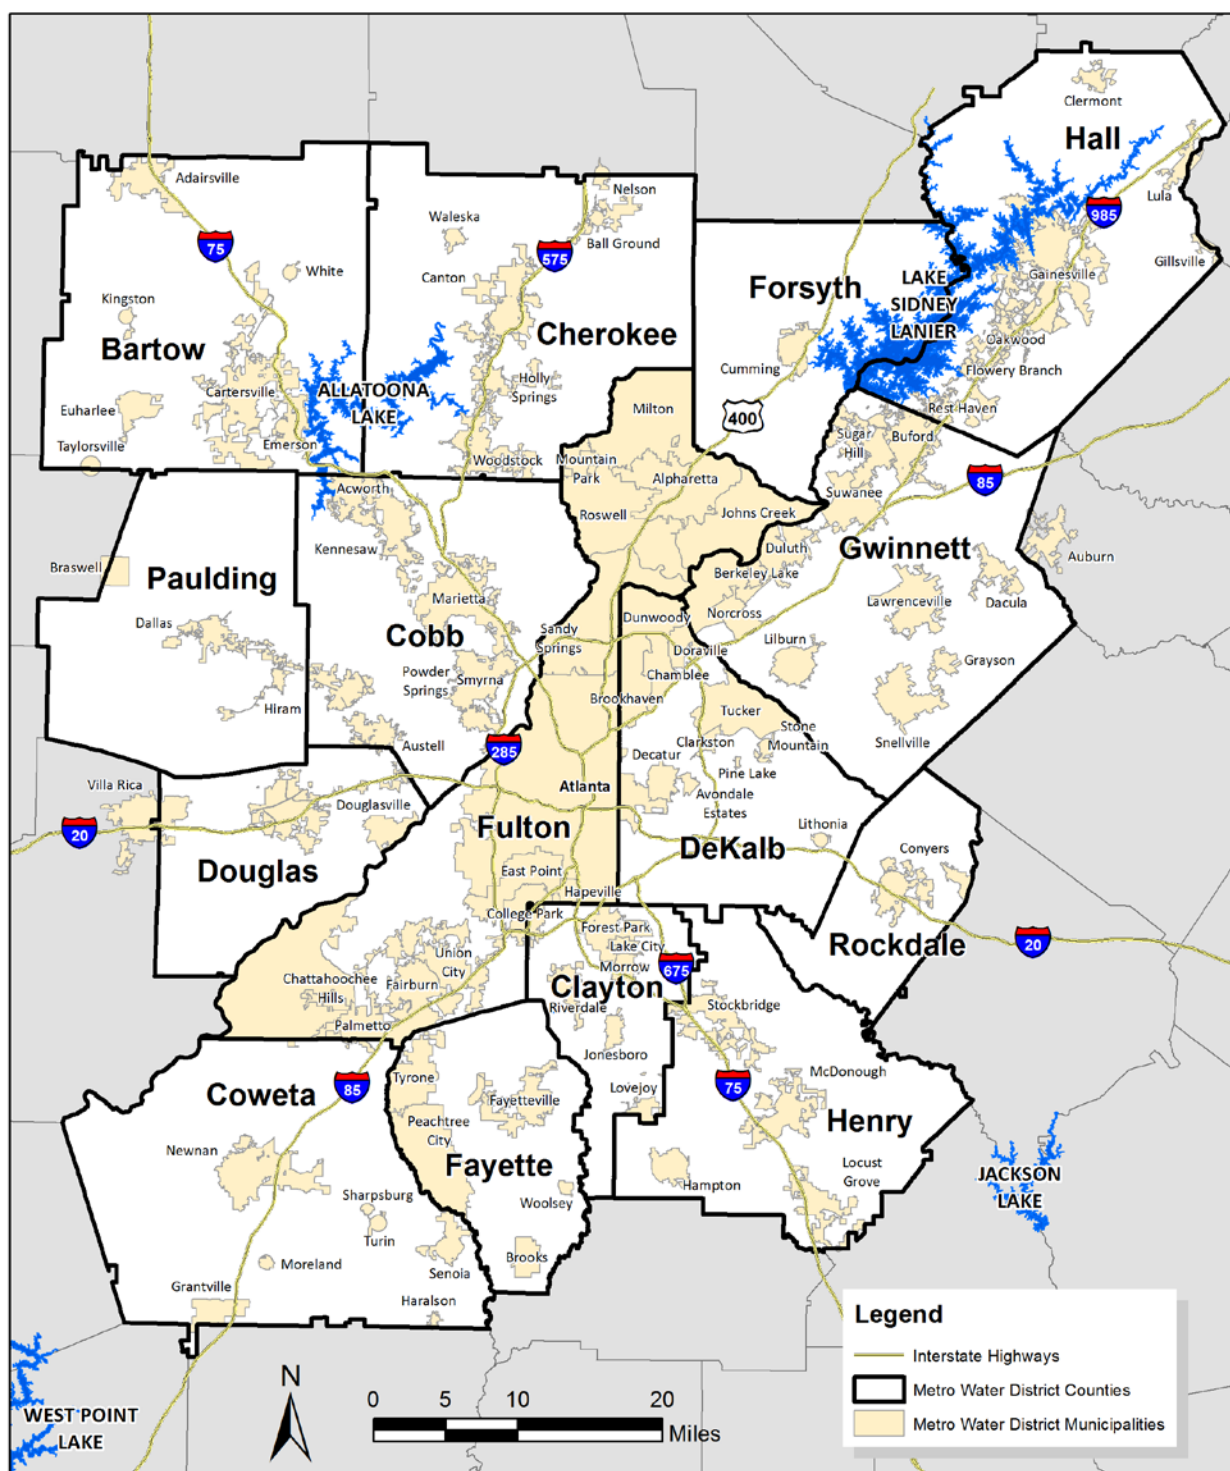 Clermont
Hall
Adairsville
Nelson
Lula
Waleska
985
75
575
Ball Ground
White
Canton
Gainesville
Gillsville
Kingston
Forsyth
LAKE
SIDNEY
LANIER
Bartow
Cherokee
Oakwood
Cumming
Flowery Branch
Holly
Springs
Cartersville
ALLATOONA
LAKE
Euharlee
Milton
400
Rest Haven
Taylorsville
Emerson
Sugar
Hill
Buford
Woodstock
Mountain
Park
Alpharetta
85
Acworth
Suwanee
Roswell
Johns Creek
Kennesaw
Duluth
Gwinnett
Auburn
Braswell
Paulding
Berkeley Lake
Marietta
Lawrenceville
Dacula
Dallas
Cobb
Norcross
Dunwoody
Sandy
Springs
Lilburn
Doraville
Grayson
Powder
Springs
Smyrna
Chamblee
Hiram
Brookhaven
Tucker
Stone
Mountain
Austell
285
Clarkston
Snellville
Decatur
Pine Lake
Villa Rica
Atlanta
Avondale
Estates
Douglasville
20
Fulton
Lithonia
DeKalb
Conyers
Douglas
East Point
Hapeville
College Park
Forest Park
Rockdale
20
Union
City
Lake City
675
Morrow
Chattahoochee
Hills
Fairburn
Clayton
Riverdale
Stockbridge
Palmetto
Jonesboro
Coweta
85
Tyrone
McDonough
Lovejoy
75
Fayetteville
Peachtree
City
Henry
Newnan
Fayette
Locust
Grove
Hampton
JACKSON
LAKE
Sharpsburg
Woolsey
Turin
Moreland
Senoia
Brooks
Grantville
Haralson
Legend
Interstate Highways
Metro Water District Counties
Metro Water District Municipalities
N
0 5 10 20
Miles
WEST POINT
LAKE